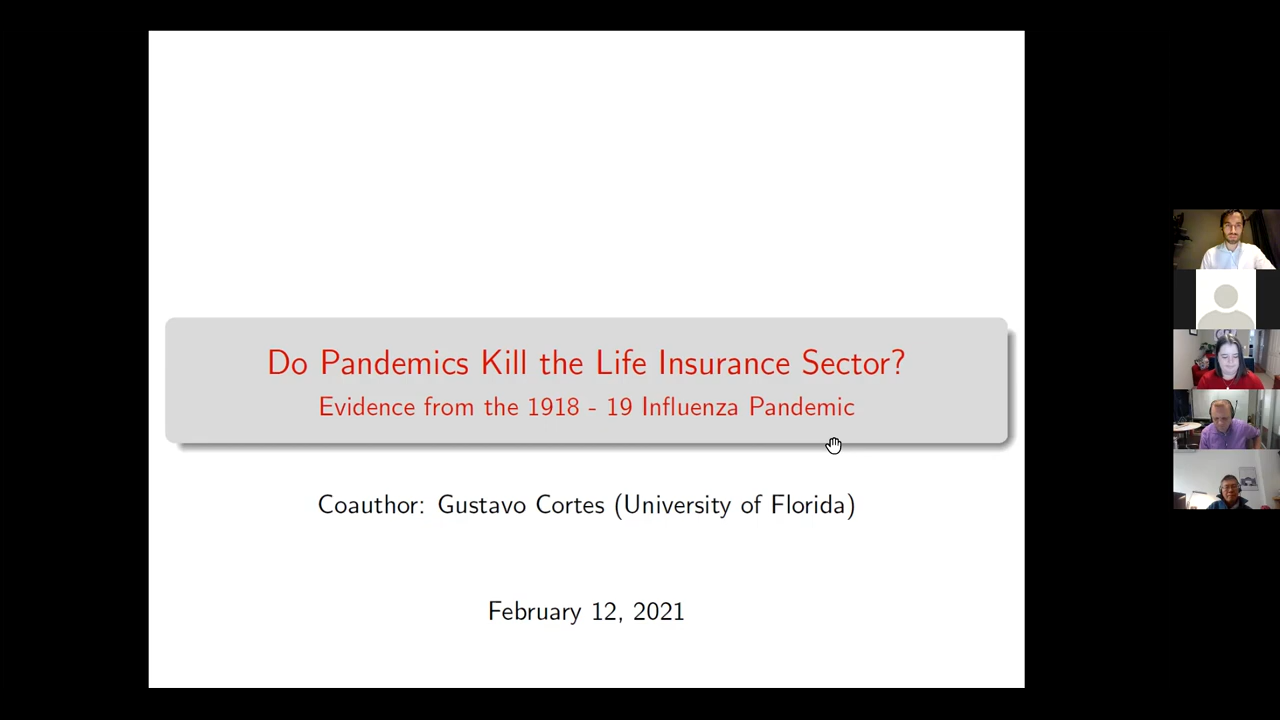 Do Pandemics Kill the Life Insurance Sector?
Evidence from the 1918 - 19 Influenza Pandemic
Coauthor: Gustavo Cortes (University of Florida)
February 12, 2021